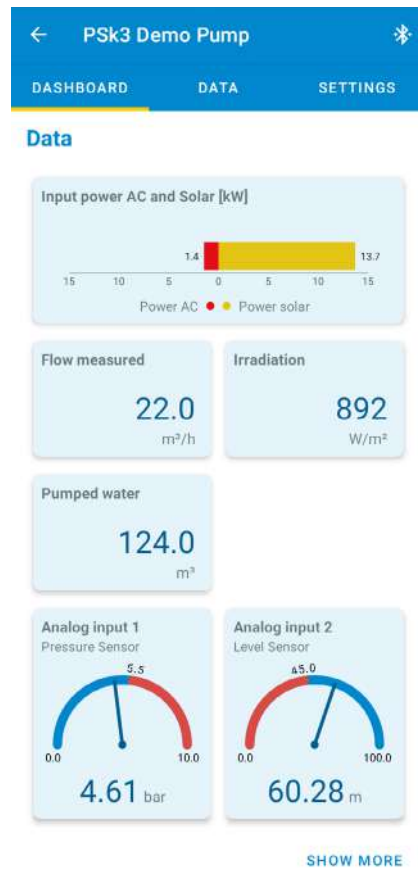 PSk3 Demo Pump
DASHBOARD DATA SETTINGS
Data
Input power AC and Solar [kW]
1.4 13.7
15 10 5 0 5 10 15
Power AC Power solar
Flow measured
22.0
m³/h
Irradiation
892
W/m²
Pumped water
124.0
m³
Analog input 1
Pressure Sensor
5.5
0.0 10.0
4.61 bar
Analog input 2
Level Sensor
45.0
0.0 100.0
60.28 m
SHOW MORE